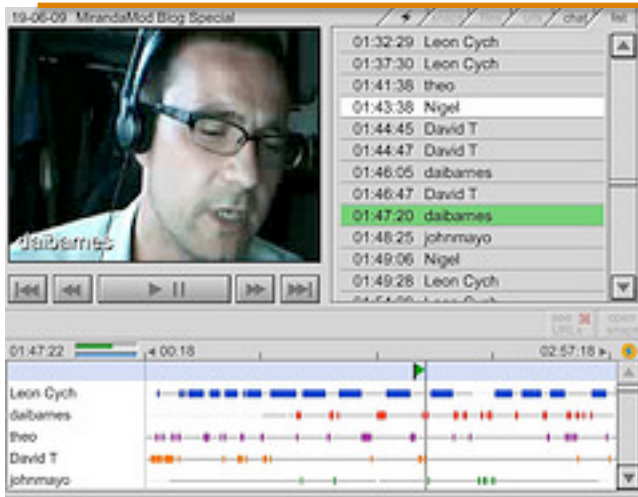 19-06-09 MirandaMod Blog Special
chat
list
01:32:29 Leon Cych
01:37:30 Leon Cych
01:41:38 theo
01:43:38 Nigel
01:44:45 David T
01:44:47 David T
01:46:05 daibarnes
01:46:47 David T
01:47:20 daibarnes
01:48:25 johnmayo
01:49:06 Nigel
01:49:28 Leon Cych
daibarnes
URLs
open
01:47:22
00:18
02:57:18
Leon Cych
daibarnes
theo
David T
johnmayo